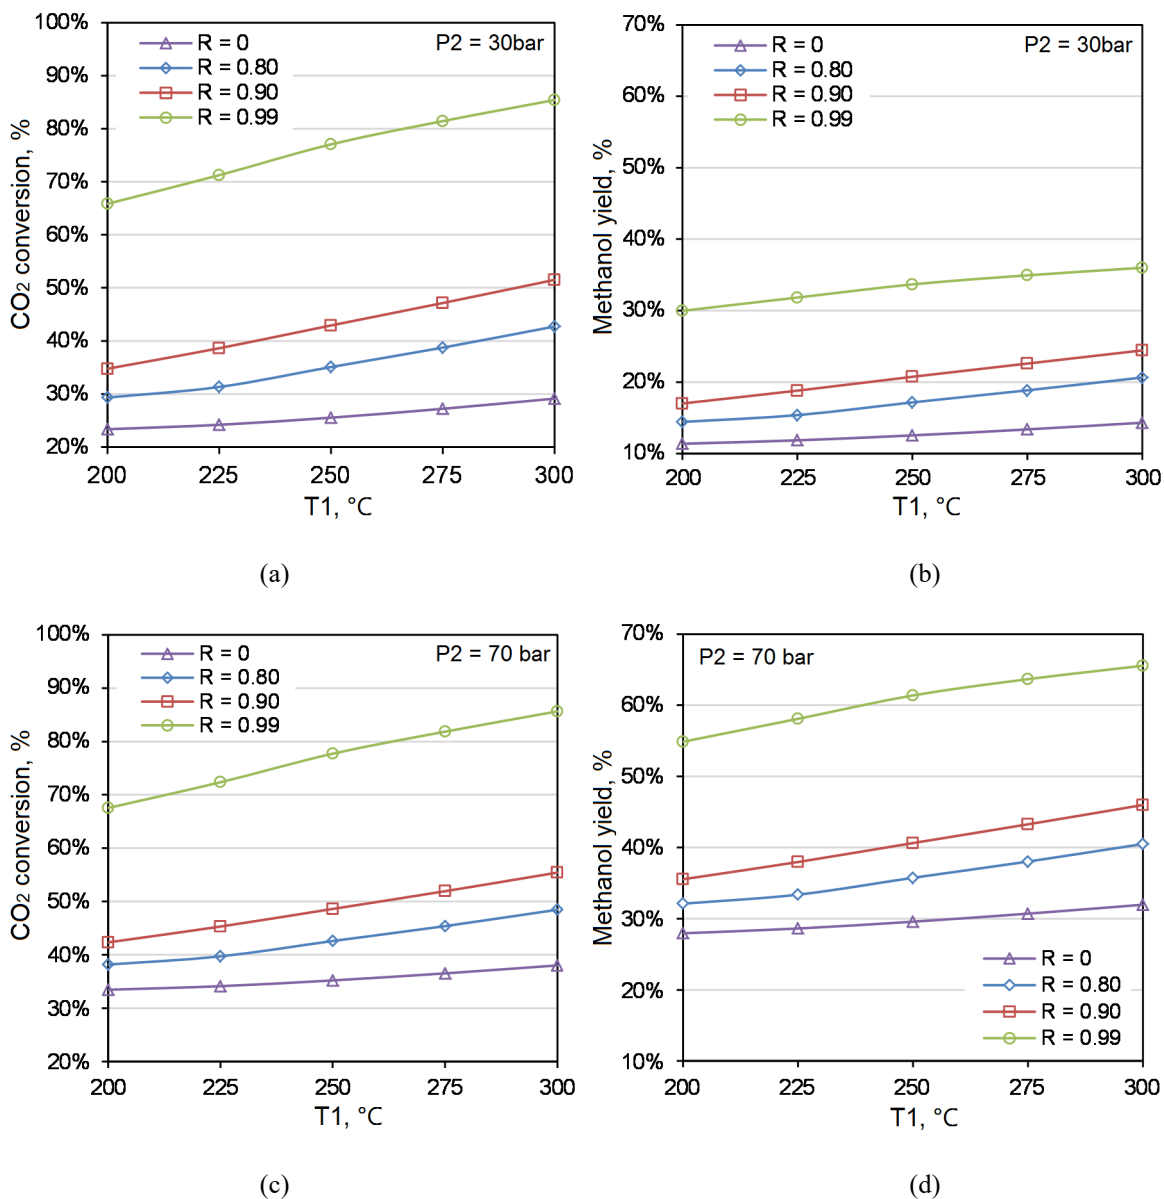 100%
90%
80%
70%
60%
50%
40%
30%
20%
CO2 conversion, %
R = 0
R = 0.80
R = 0.90
R = 0.99
P2 = 30bar
200
225
250
275
300
T1, °C
(a)
70%
60%
50%
40%
30%
20%
10%
Methanol yield, %
R = 0
R = 0.80
R = 0.90
R = 0.99
P2 = 30bar
200
225
250
275
300
T1, °C
(b)
100%
90%
80%
70%
60%
50%
40%
30%
20%
CO2 conversion, %
R = 0
R = 0.80
R = 0.90
R = 0.99
P2 = 70 bar
200
225
250
275
300
T1, °C
(c)
70%
60%
50%
40%
30%
20%
10%
Methanol yield, %
P2 = 70 bar
R = 0
R = 0.80
R = 0.90
R = 0.99
200
225
250
275
300
T1, °C
(d)